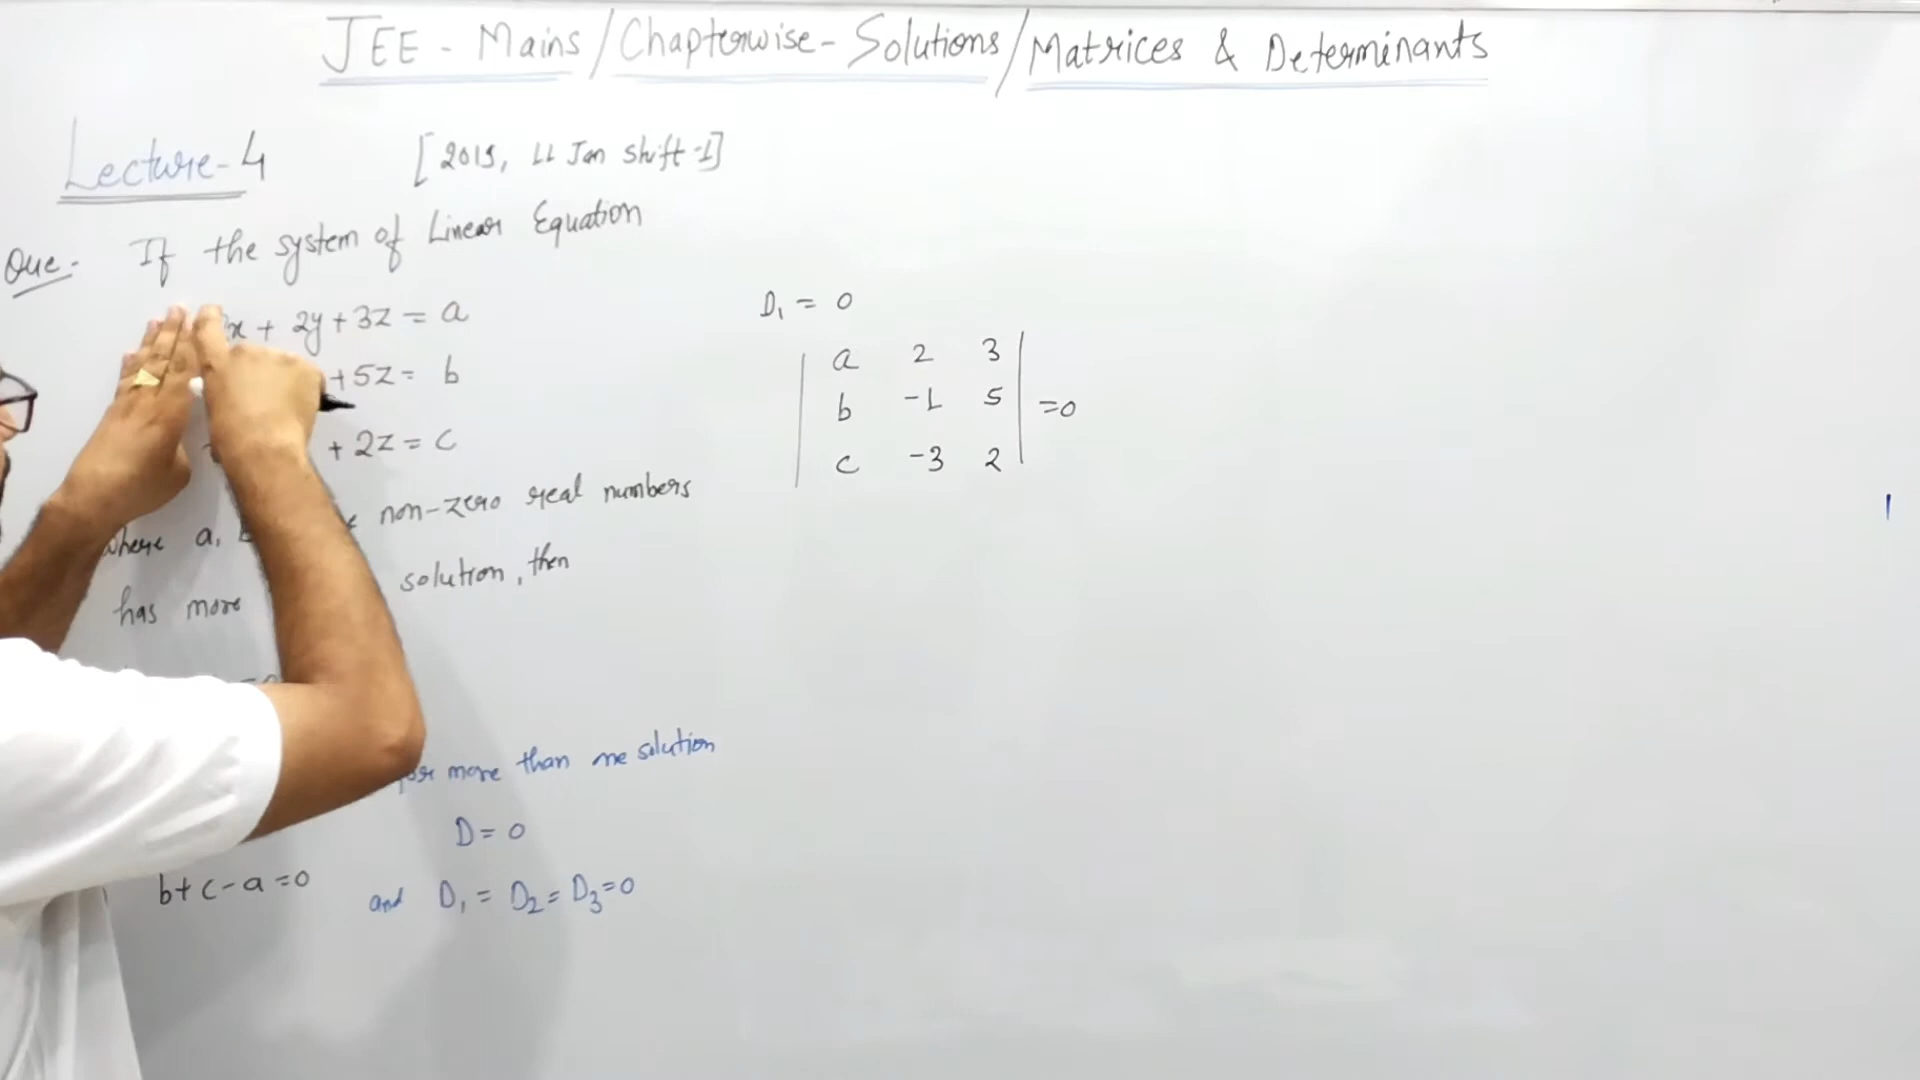 JEE - Mains / Chapterwise - Solutions / Matrices & Determinants
Lecture-4 [2019, 11 Jan Shift-1]
Que- If the system of Linear Equation
x + 2y + 3z = a
+ 5z = b
+ 2z = c
where a, non-zero real numbers
has more solution, then
for more than one solution
D = 0
b + c - a = 0
and D₁ = D₂ = D₃ = 0
D₁ = 0
a 2 3
b -1 5 = 0
c -3 2